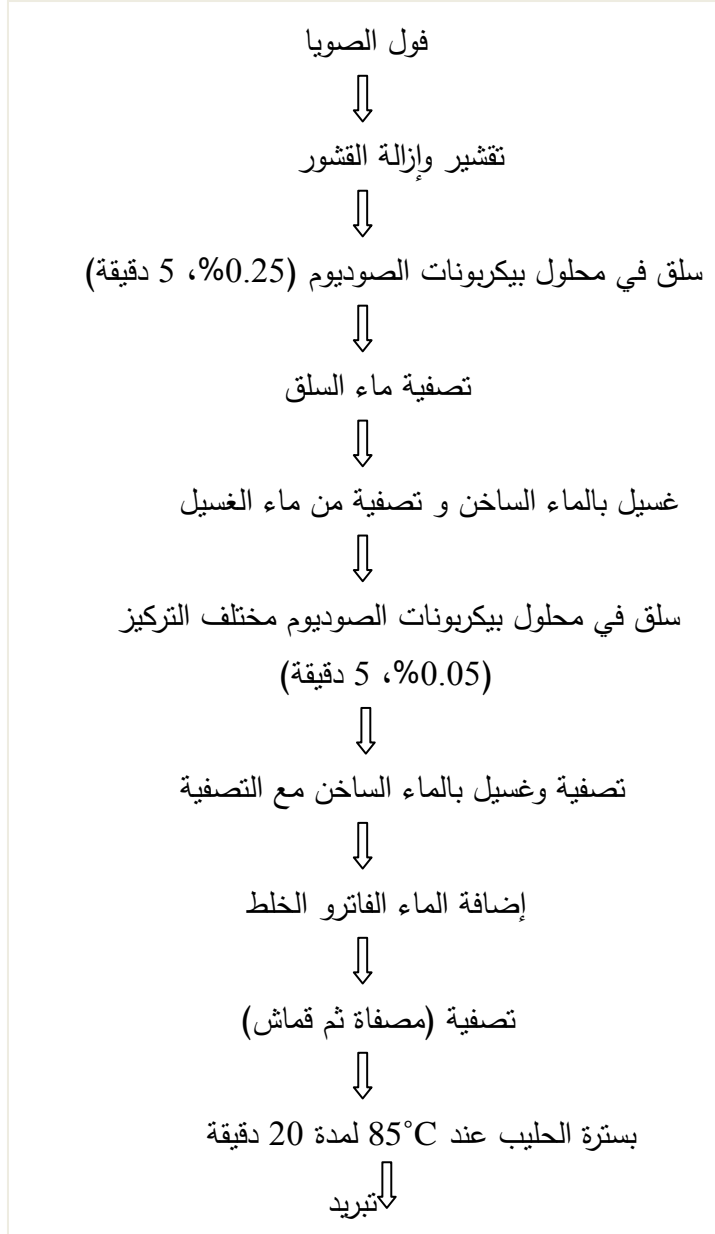 فول الصويا
تقشير وإزالة القشور
سلق في محلول بيكربونات الصوديوم (0.25%، 5 دقيقة)
تصفية ماء السلق
غسيل بالماء الساخن و تصفية من ماء الغسيل
سلق في محلول بيكربونات الصوديوم مختلف التركيز
(0.05%، 5 دقيقة)
تصفية وغسيل بالماء الساخن مع التصفية
إضافة الماء الفاترو الخلط
تصفية (مصفاة ثم قماش)
بسترة الحليب عند 85°C لمدة 20 دقيقة
تبريد